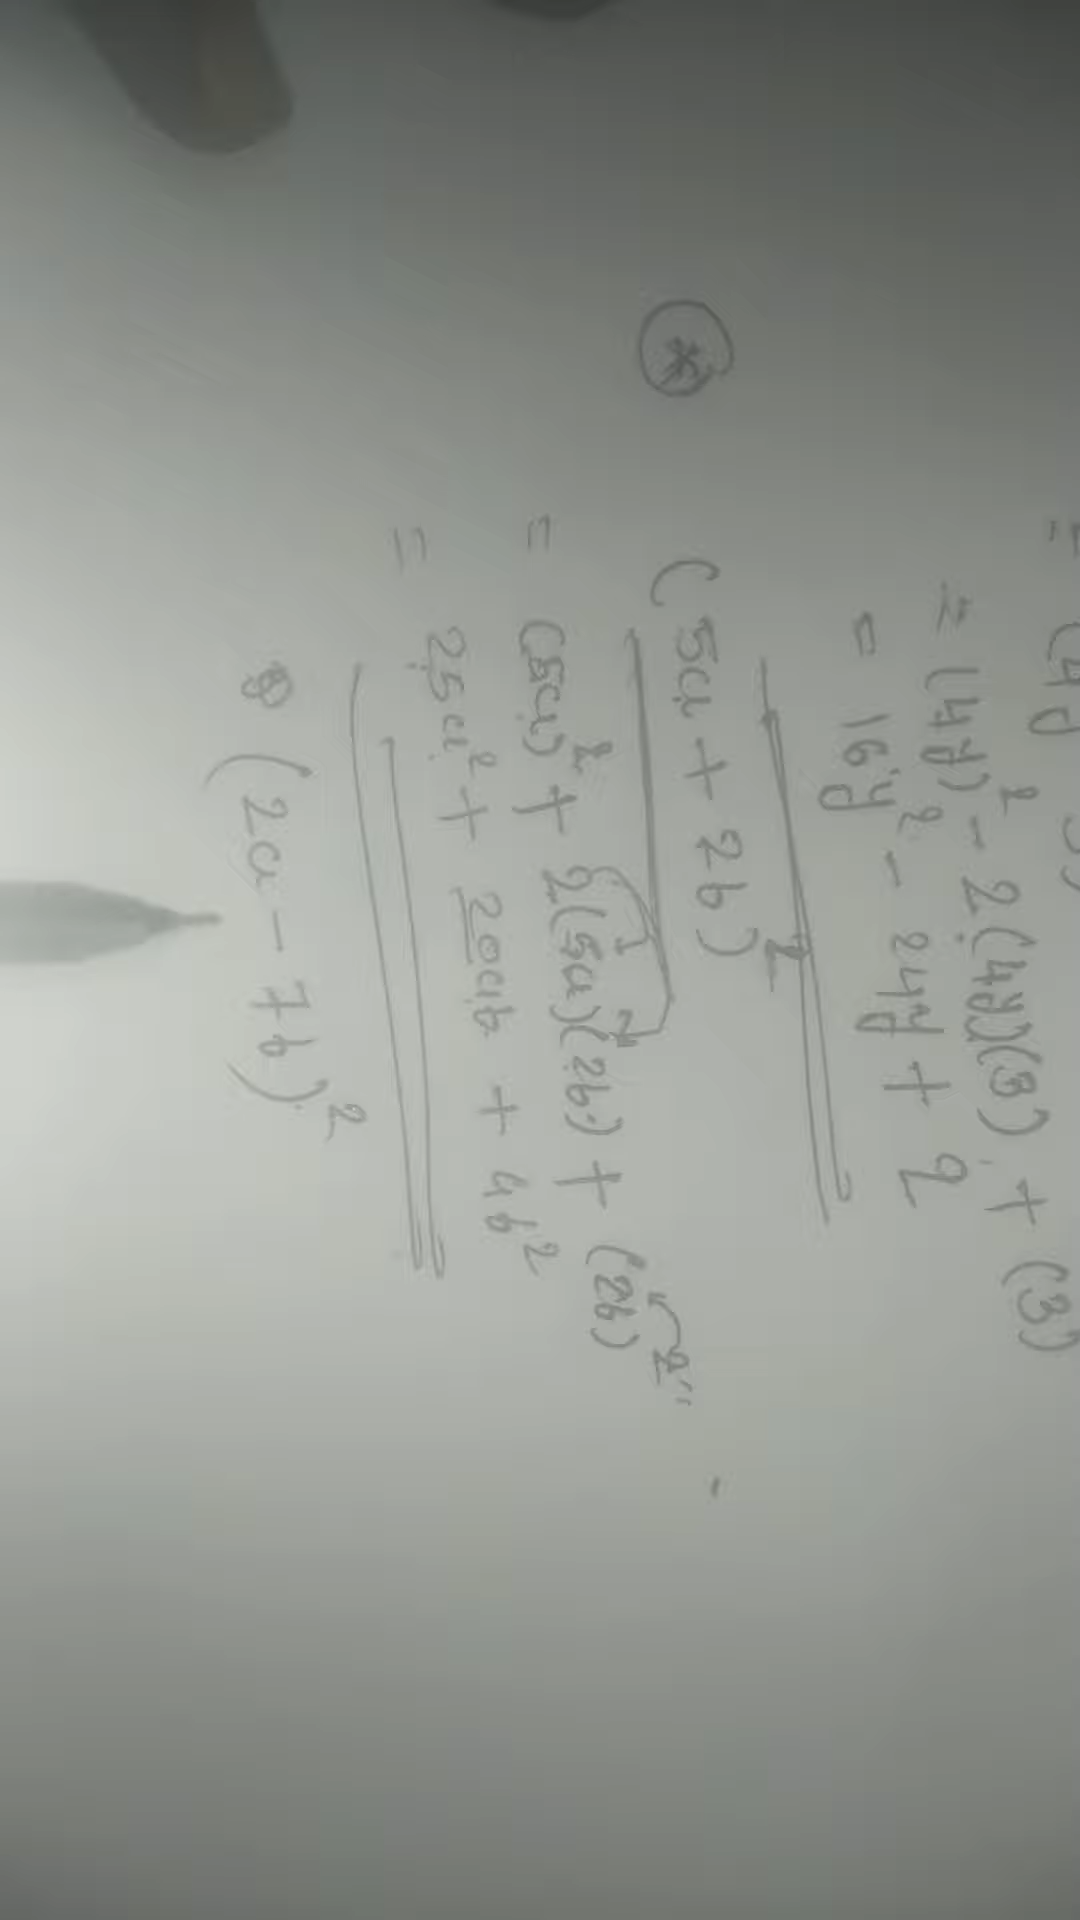 = (4y
= (4y)² - 2(4y)(3) + (3)
= 16y² - 24y + 9
(5a + 2b)²
= (5a)² + 2(5a)(2b) + (2b)²
= 25a² + 20ab + 4b²
(2a - 7b)²